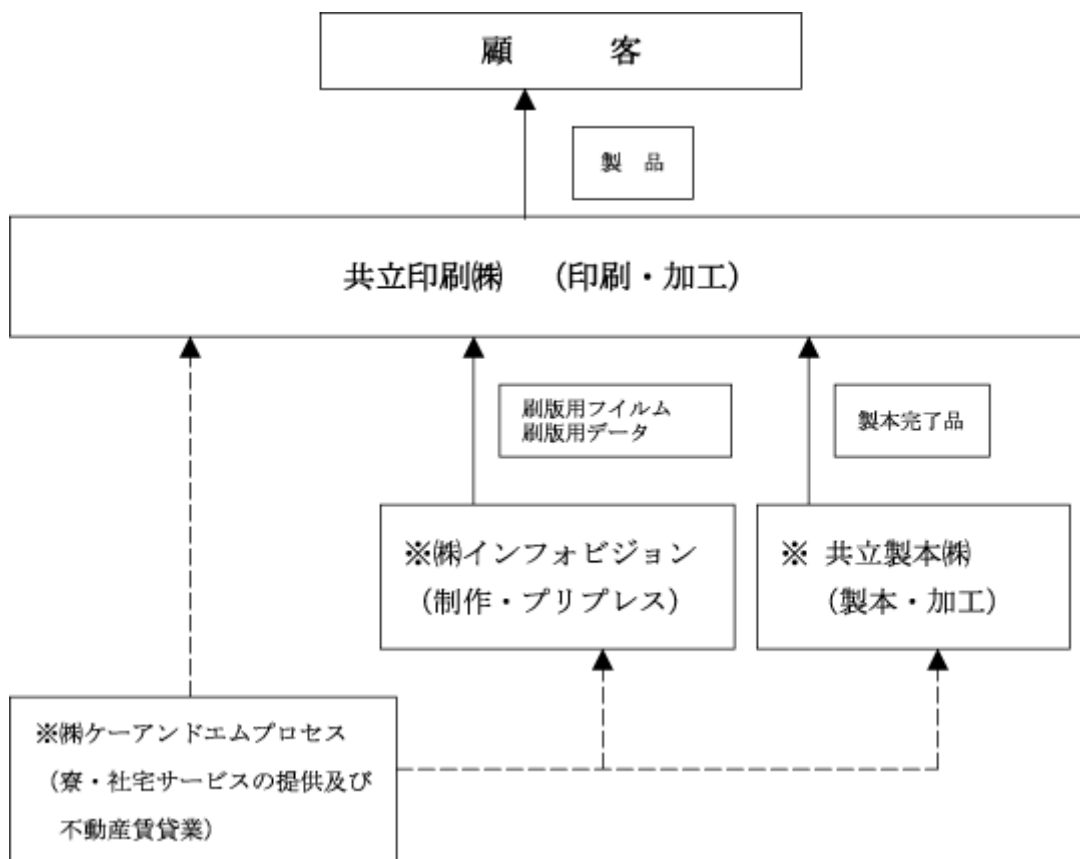 顧　　客
製　品
共立印刷㈱　（印刷・加工）
刷版用フイルム
刷版用データ
製本完了品
※㈱インフォビジョン
（制作・プリプレス）
※ 共立製本㈱
（製本・加工）
※㈱ケーアンドエムプロセス
（寮・社宅サービスの提供及び
不動産賃貸業）